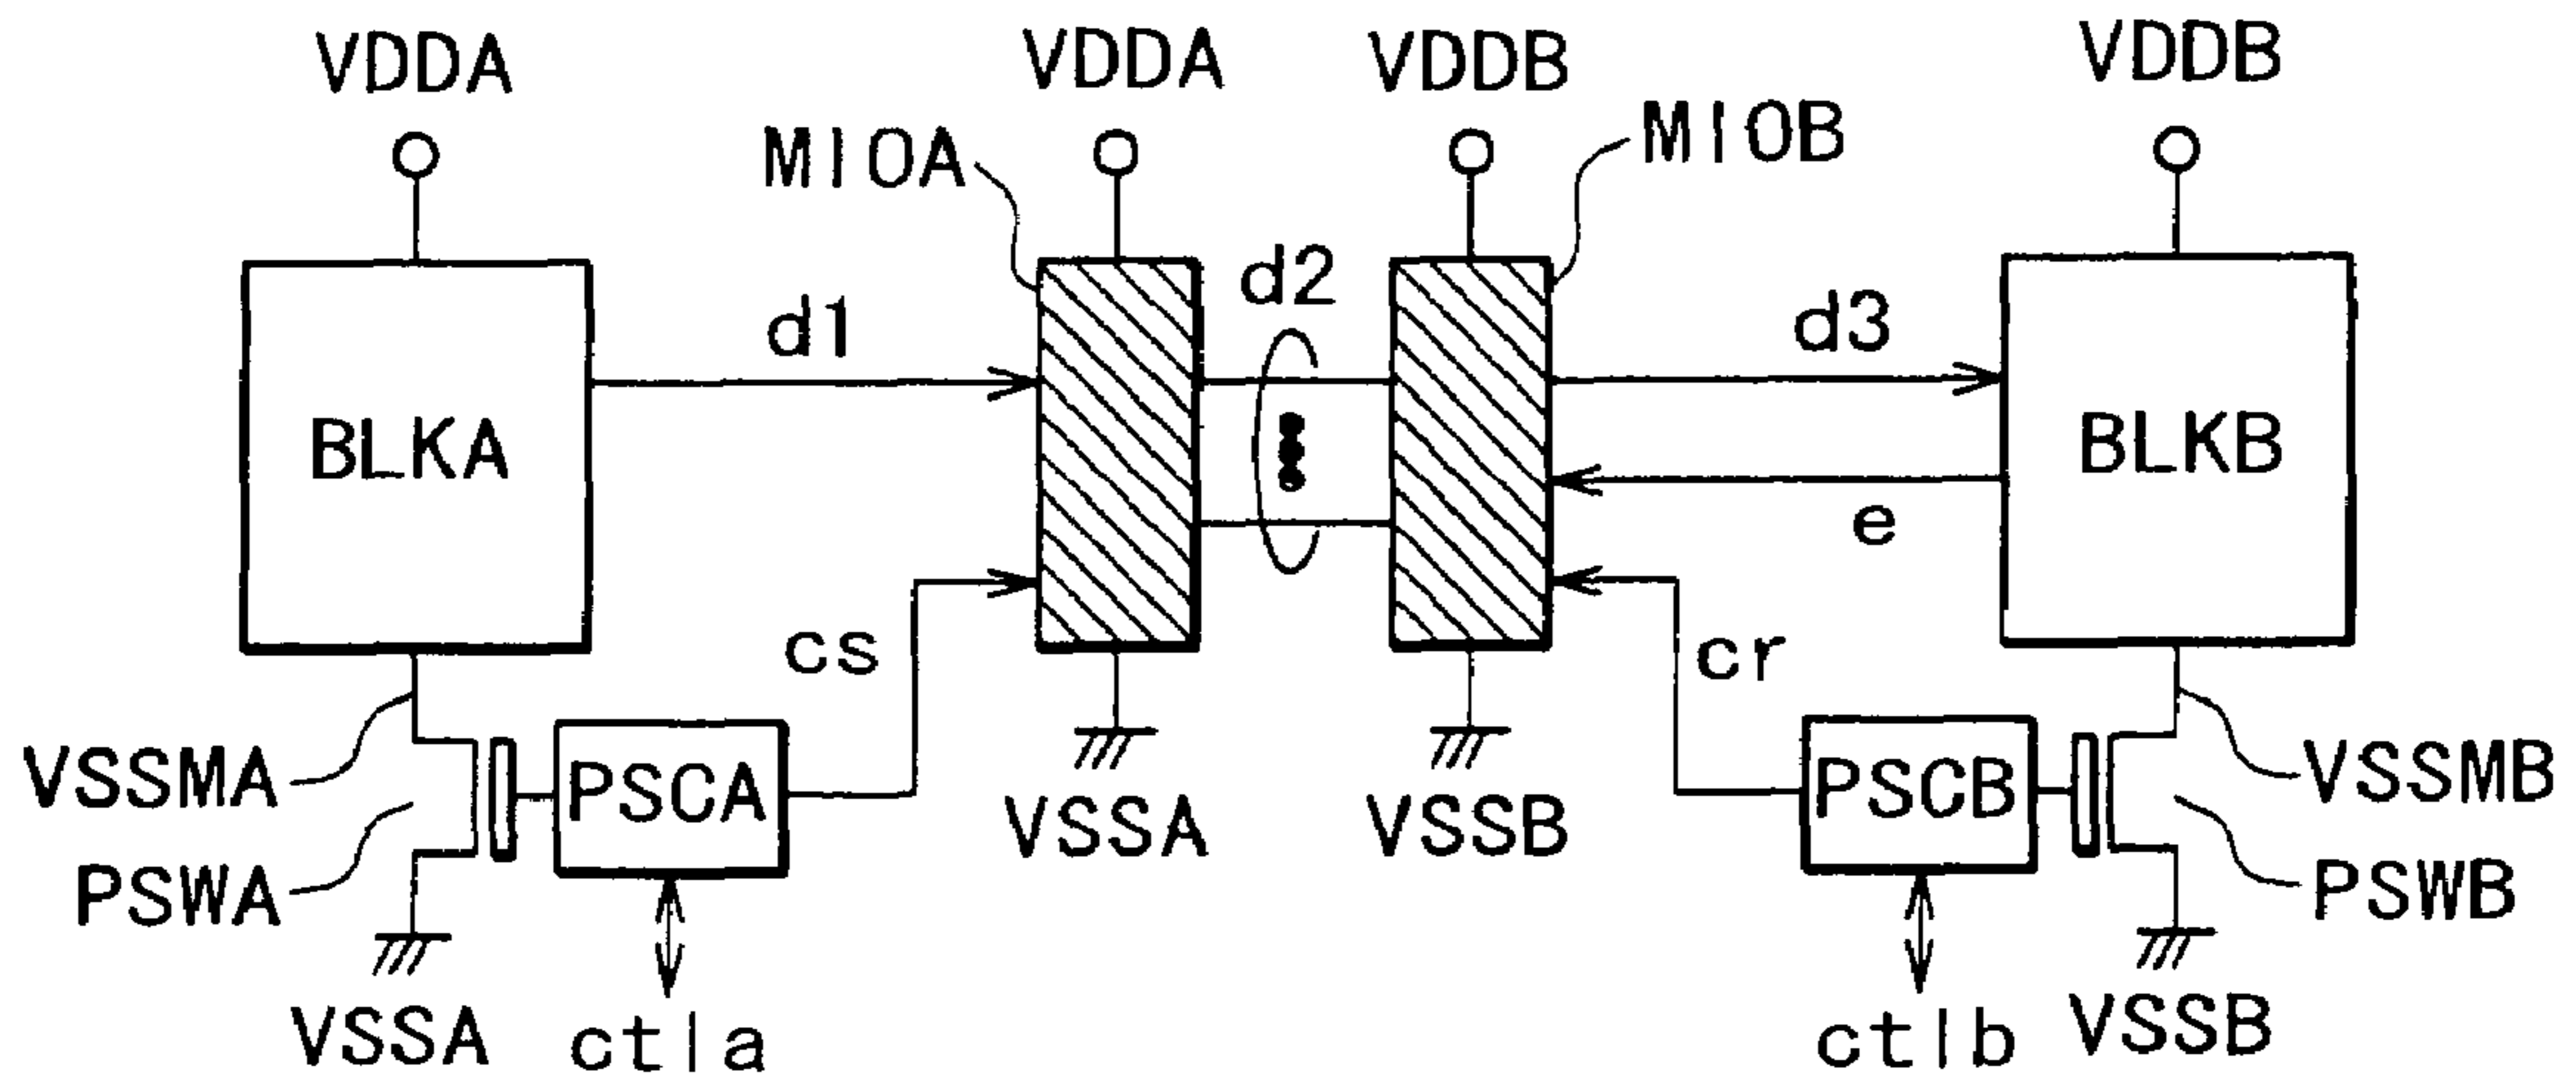 VDDA
VDDA
VDDB
VDDB
MIOA
MIOB
d1
d2
d3
BLKA
BLKB
e
cs
cr
VSSMA
PSCA
VSSA
VSSB
PSCB
VSSMB
PSWA
PSWB
VSSA
ctla
ctlb
VSSB